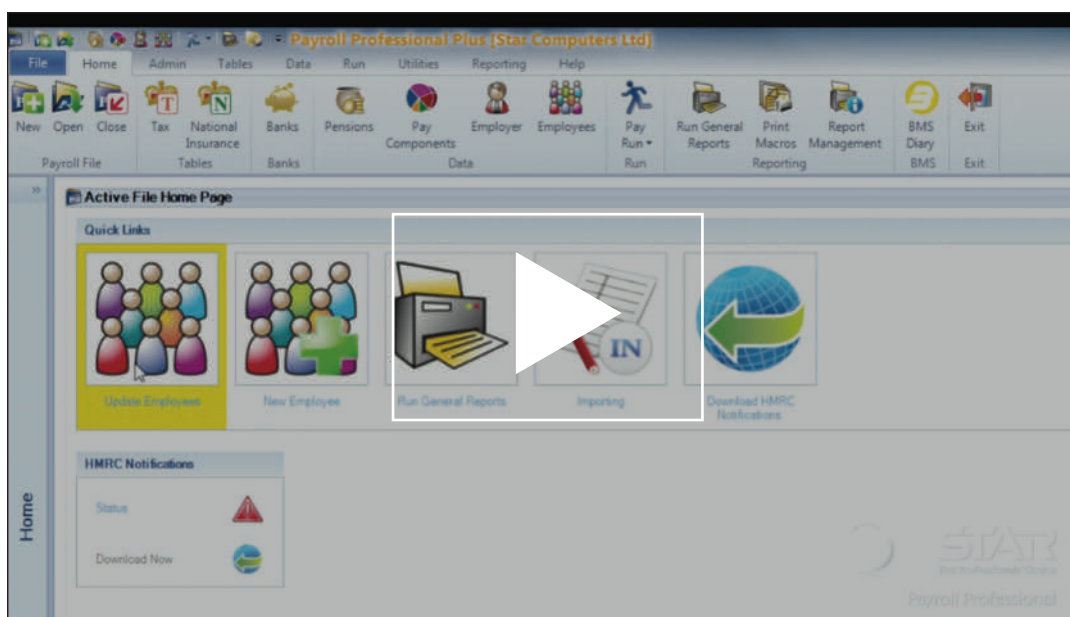 Payroll Professional Plus [Star Computers Ltd]
File Home Admin Tables Data Run Utilities Reporting Help
New Open Close Tax National Insurance Banks Pensions Pay Components Employer Employees Pay Run Run General Reports Print Macros Report Management BMS Diary Exit
Payroll File Tables Banks Data Run Reporting BMS Exit
Active File Home Page
Quick Links
T N
IN
Update Employees New Employee Run General Reports Importing Download HMRC
Notifications
HMRC Notifications
Status
Download Now
Home
STAR
Payroll Professional